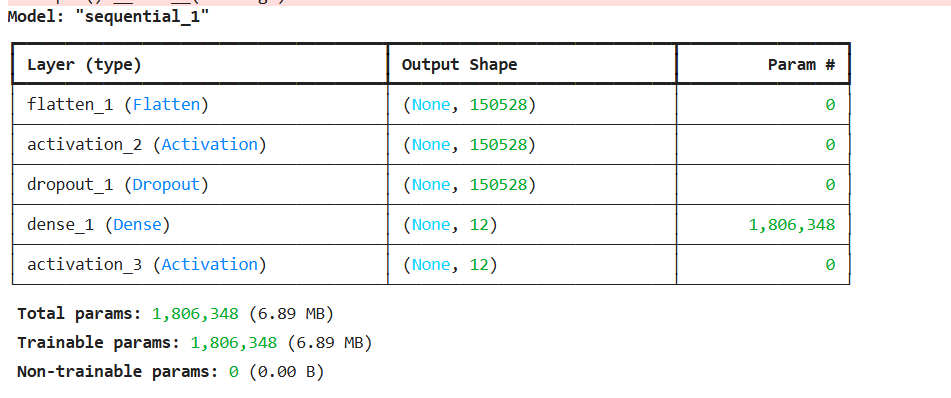 Model: "sequential_1"
Layer (type) Output Shape Param #
flatten_1 (Flatten) (None, 150528) 0
activation_2 (Activation) (None, 150528) 0
dropout_1 (Dropout) (None, 150528) 0
dense_1 (Dense) (None, 12) 1,806,348
activation_3 (Activation) (None, 12) 0
Total params: 1,806,348 (6.89 MB)
Trainable params: 1,806,348 (6.89 MB)
Non-trainable params: 0 (0.00 B)